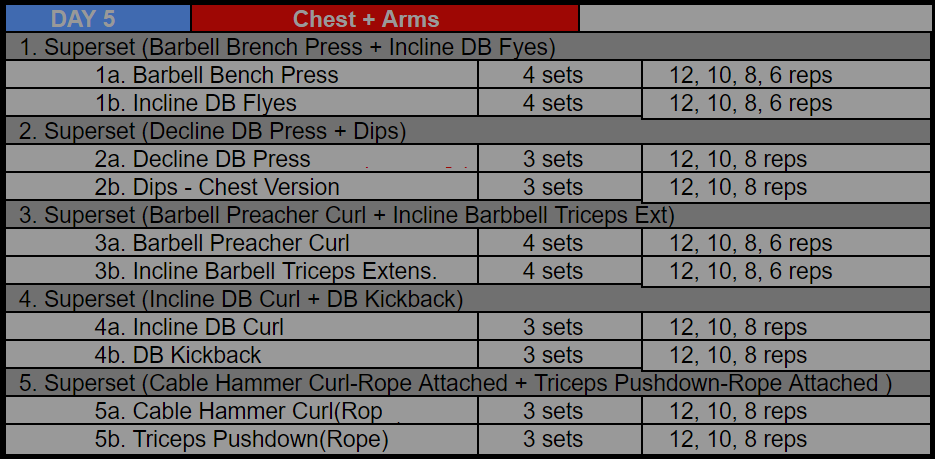 DAY 5 Chest + Arms
1. Superset (Barbell Brench Press + Incline DB Fyes)
1a. Barbell Bench Press 4 sets 12, 10, 8, 6 reps
1b. Incline DB Flyes 4 sets 12, 10, 8, 6 reps
2. Superset (Decline DB Press + Dips)
2a. Decline DB Press 3 sets 12, 10, 8 reps
2b. Dips - Chest Version 3 sets 12, 10, 8 reps
3. Superset (Barbell Preacher Curl + Incline Barbbell Triceps Ext)
3a. Barbell Preacher Curl 4 sets 12, 10, 8, 6 reps
3b. Incline Barbell Triceps Extens. 4 sets 12, 10, 8, 6 reps
4. Superset (Incline DB Curl + DB Kickback)
4a. Incline DB Curl 3 sets 12, 10, 8 reps
4b. DB Kickback 3 sets 12, 10, 8 reps
5. Superset (Cable Hammer Curl-Rope Attached + Triceps Pushdown-Rope Attached )
5a. Cable Hammer Curl(Rop 3 sets 12, 10, 8 reps
5b. Triceps Pushdown(Rope) 3 sets 12, 10, 8 reps